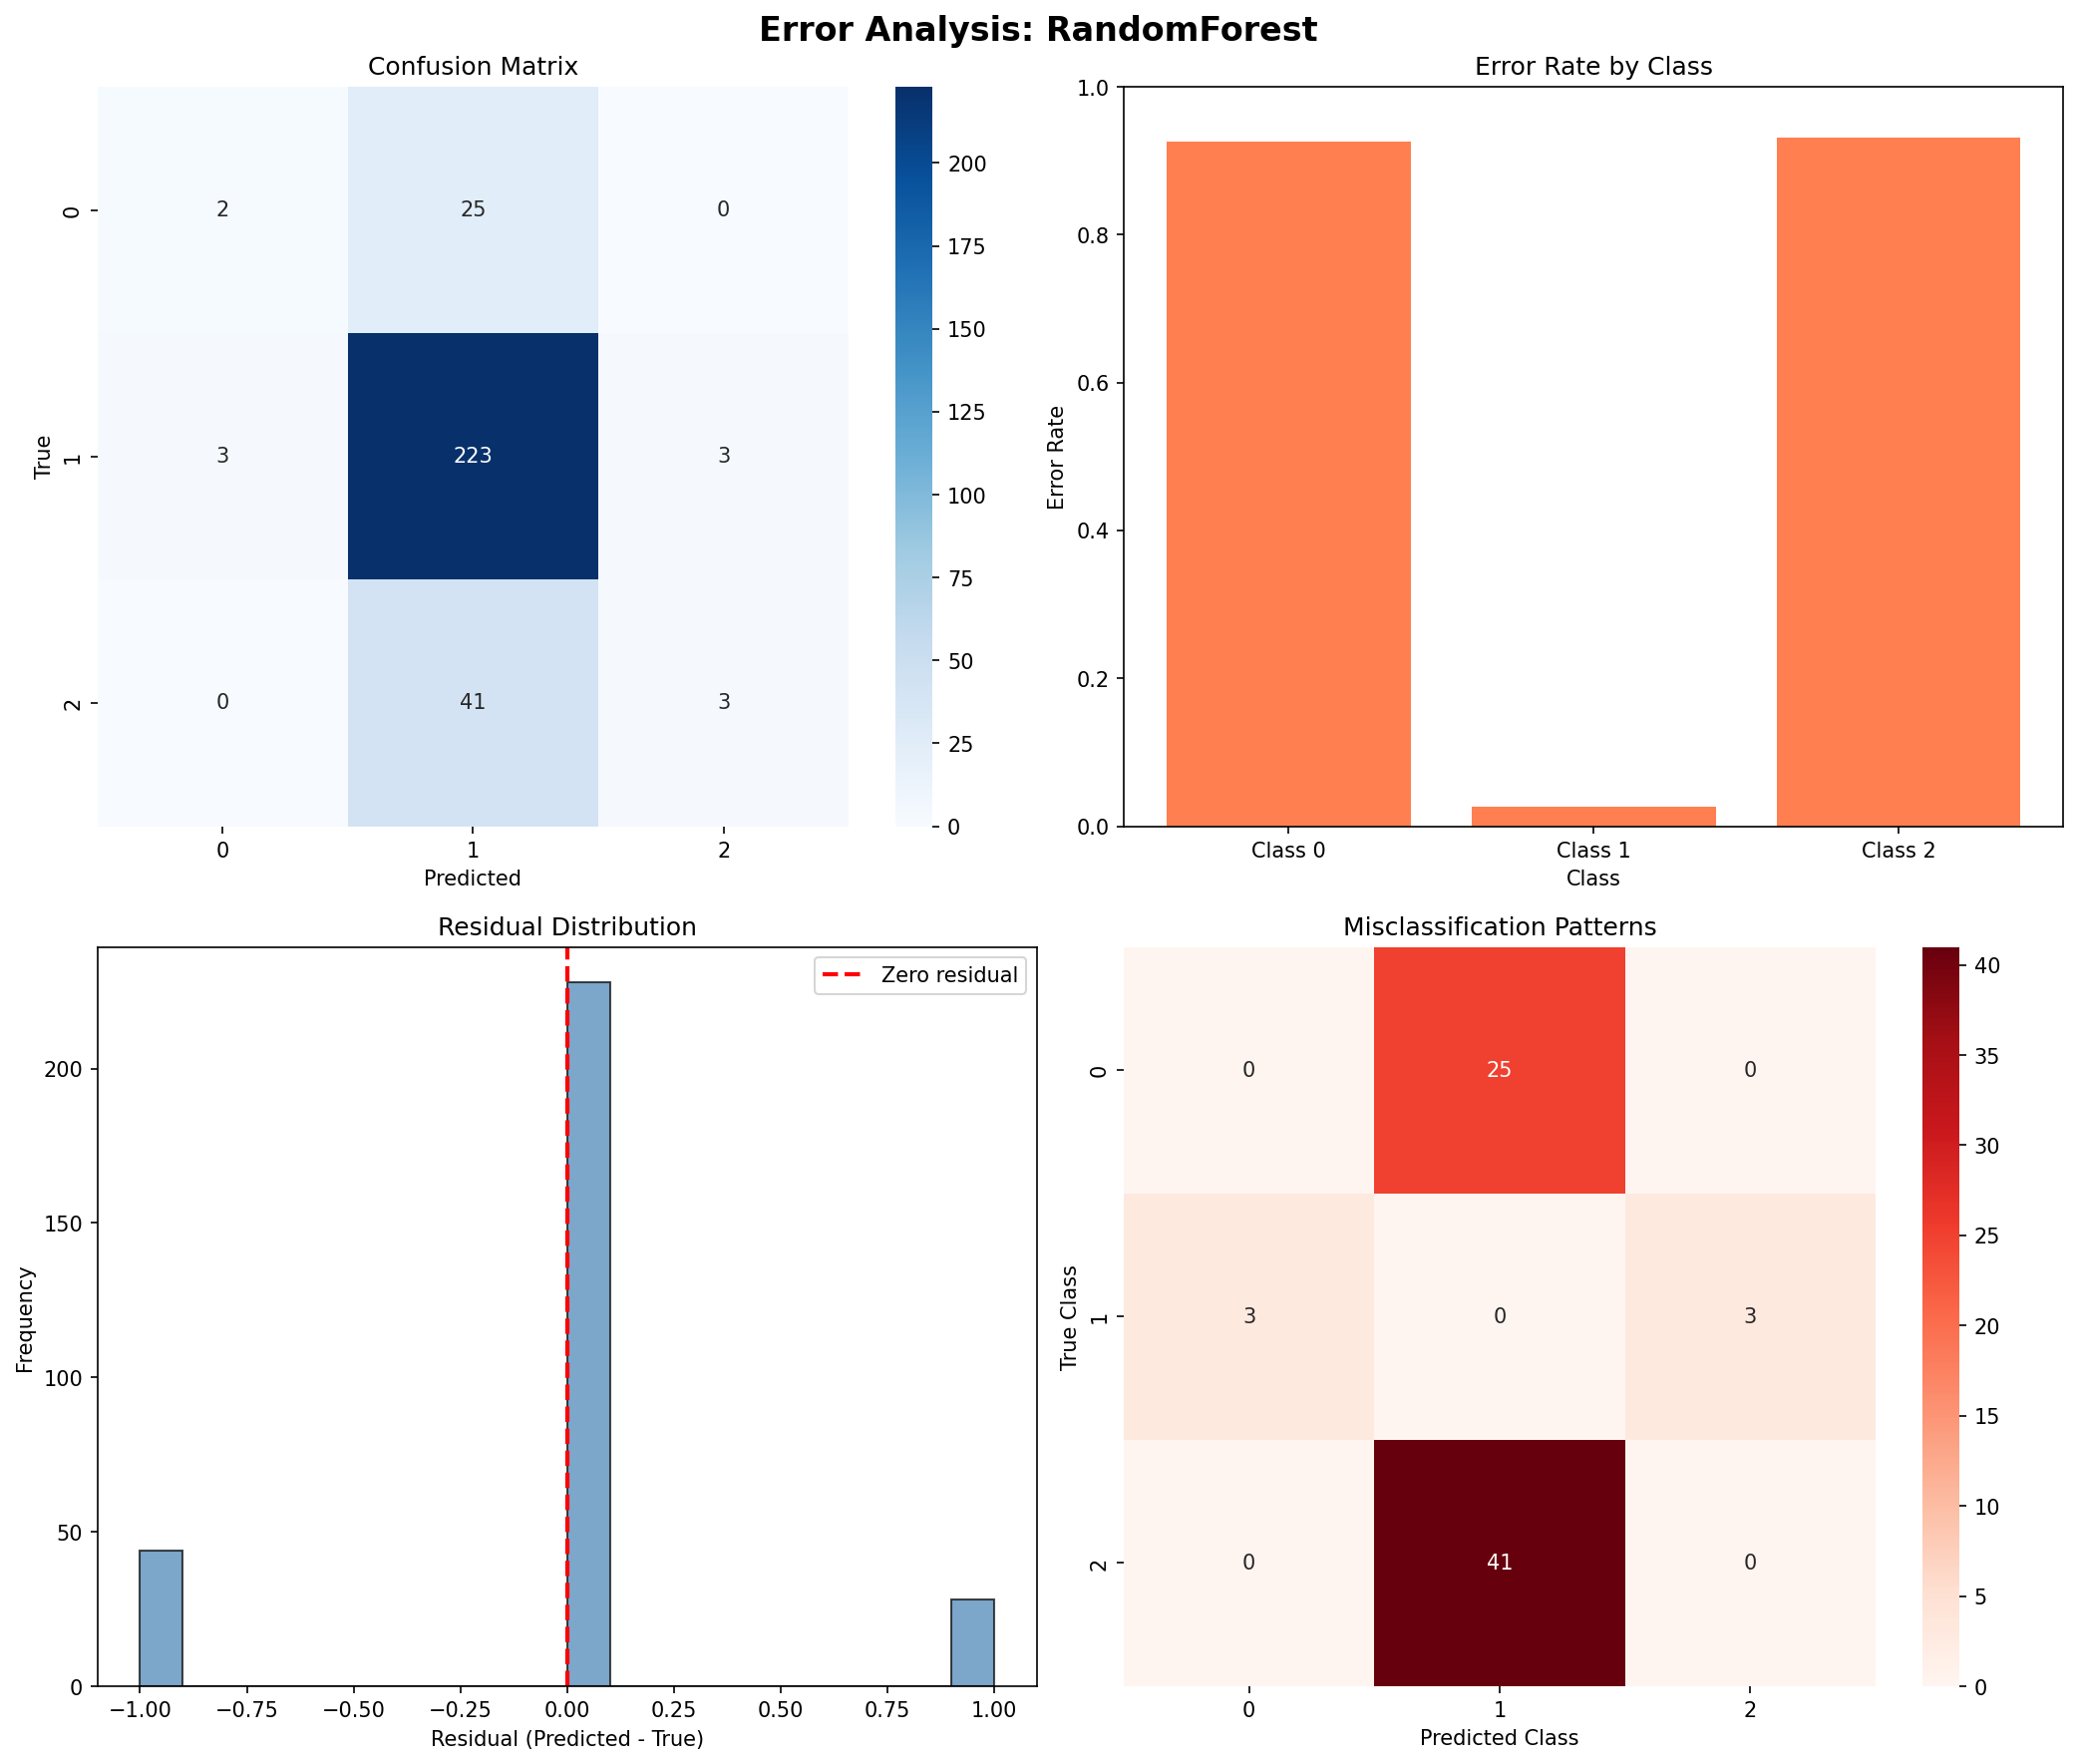 Error Analysis: RandomForest
Confusion Matrix
0 2 25 0
True 1 3 223 3
2 0 41 3
0 1 2
Predicted
200
175
150
125
100
75
50
25
0
Error Rate by Class
Error Rate
1.0
0.8
0.6
0.4
0.2
0.0
Class 0 Class 1 Class 2
Class
Residual Distribution
Zero residual
Frequency
200
150
100
50
0
−1.00 −0.75 −0.50 −0.25 0.00 0.25 0.50 0.75 1.00
Residual (Predicted - True)
Misclassification Patterns
0 0 25 0
True Class 1 3 0 3
2 0 41 0
0 1 2
Predicted Class
40
35
30
25
20
15
10
5
0